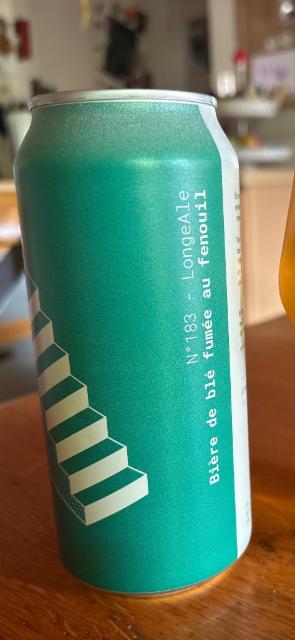 N°183 - LongeAle
Bière de blé fumée au fenouil